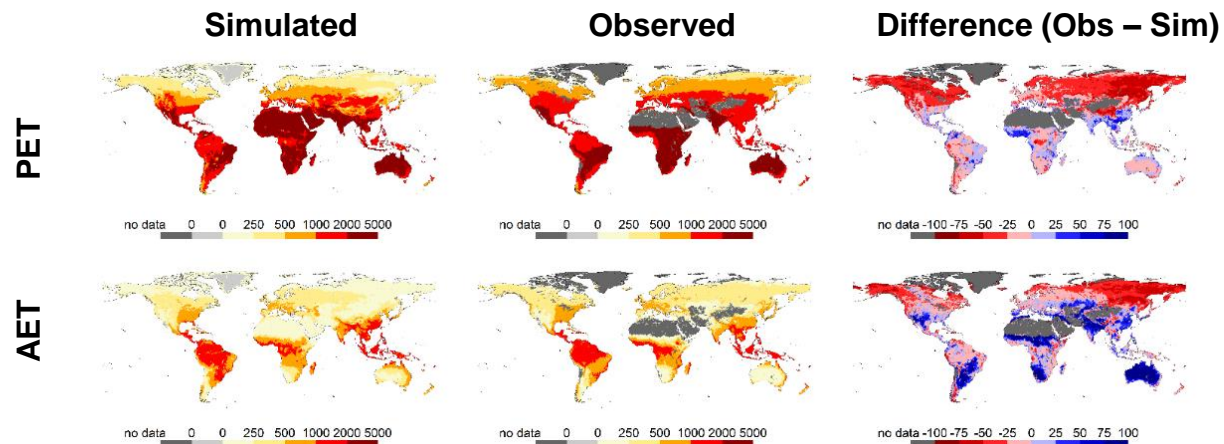 Simulated Observed Difference (Obs – Sim)
PET
no data 0 0 250 500 1000 2000 5000
no data 0 0 250 500 1000 2000 5000
no data -100 -75 -50 -25 0 25 50 75 100
AET
no data 0 0 250 500 1000 2000 5000
no data 0 0 250 500 1000 2000 5000
no data -100 -75 -50 -25 0 25 50 75 100